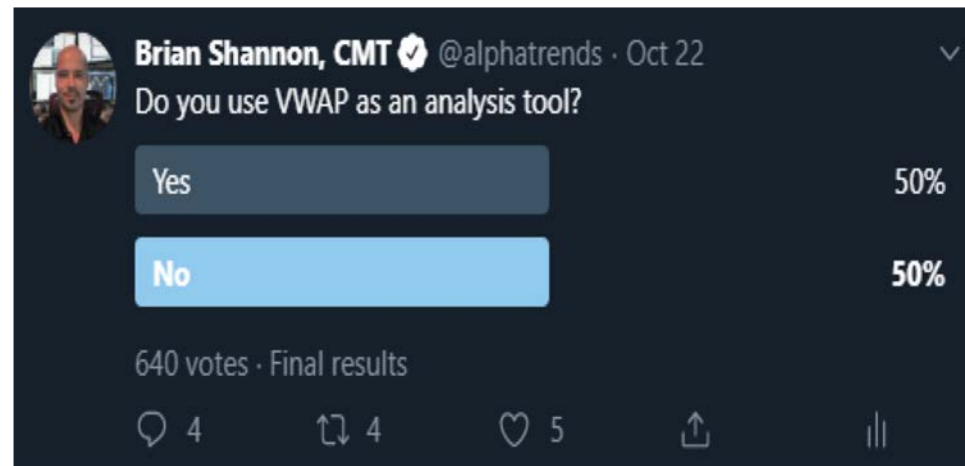 Brian Shannon, CMT @alphatrends · Oct 22
Do you use VWAP as an analysis tool?
Yes 50%
No 50%
640 votes · Final results
4 4 5